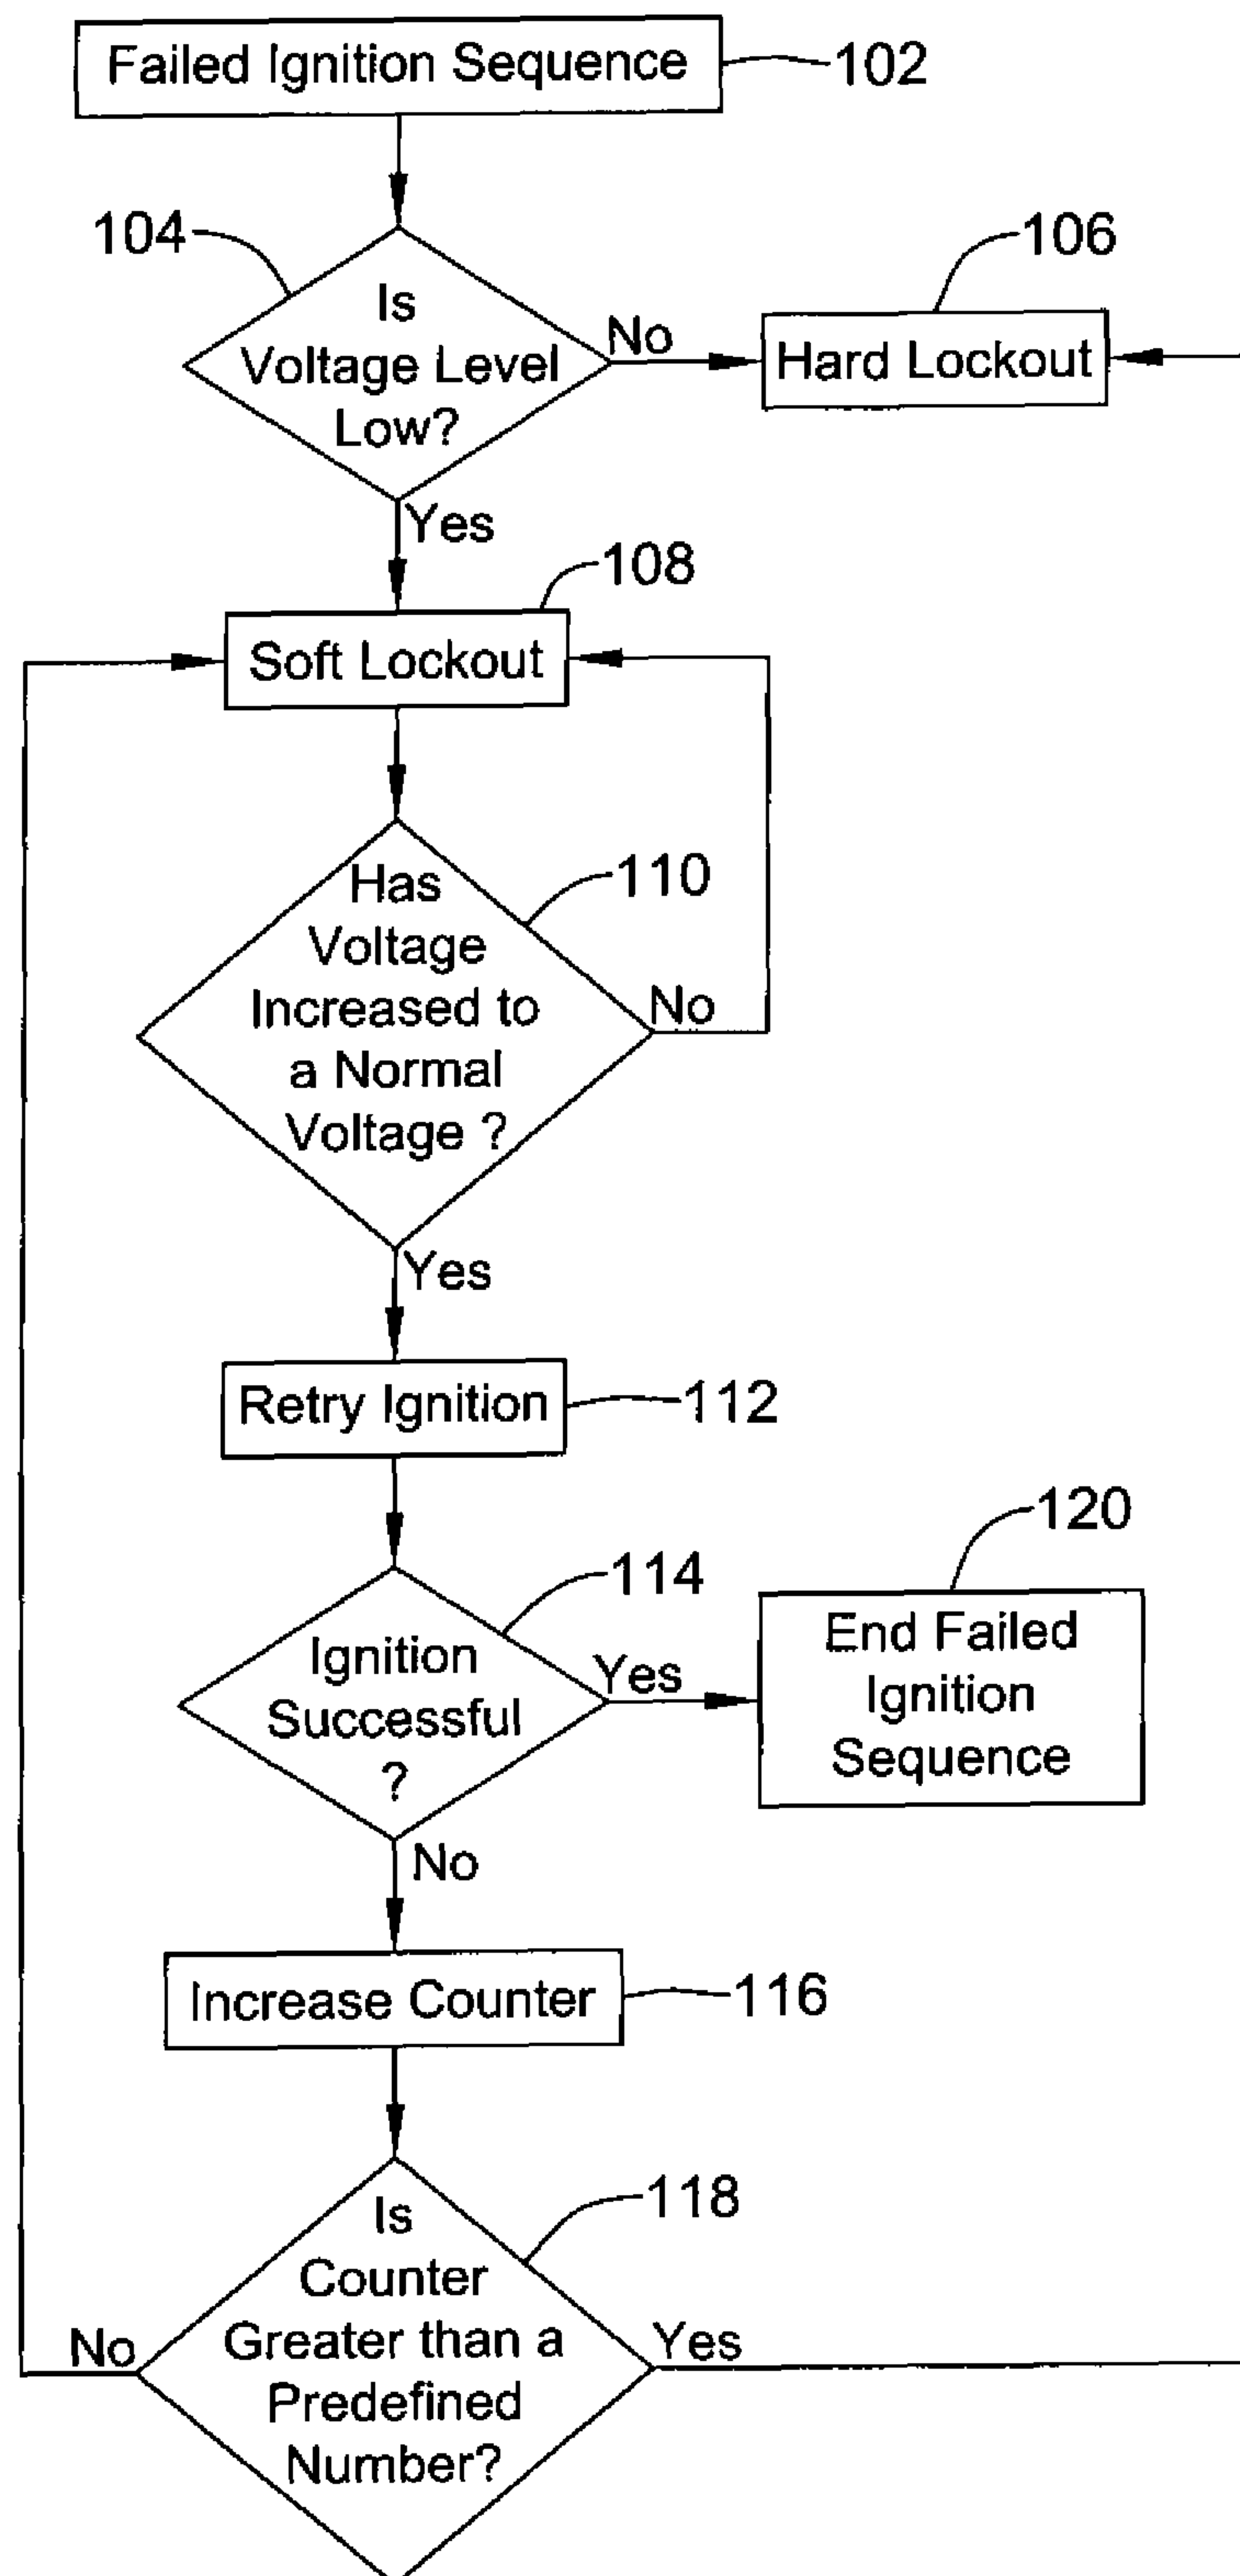 Failed Ignition Sequence
102
104
Is
Voltage Level
Low?
No
106
Hard Lockout
Yes
108
Soft Lockout
110
Has
Voltage
Increased to
a Normal
Voltage ?
No
Yes
Retry Ignition
112
114
Ignition
Successful
?
Yes
120
End Failed
Ignition
Sequence
No
Increase Counter
116
118
Is
Counter
Greater than a
Predefined
Number?
No
Yes